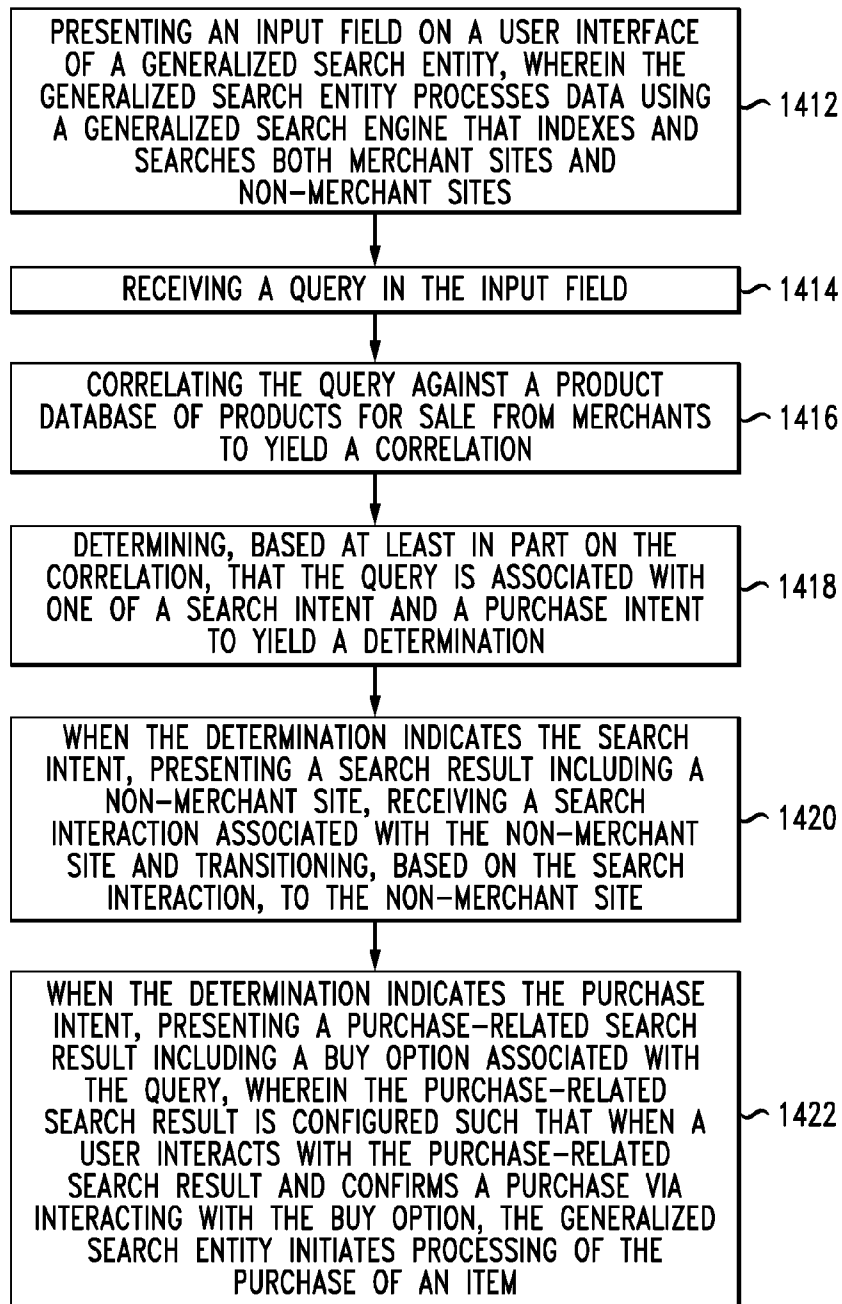 PRESENTING AN INPUT FIELD ON A USER INTERFACE
OF A GENERALIZED SEARCH ENTITY, WHEREIN THE
GENERALIZED SEARCH ENTITY PROCESSES DATA USING
A GENERALIZED SEARCH ENGINE THAT INDEXES AND
SEARCHES BOTH MERCHANT SITES AND
NON-MERCHANT SITES
1412
RECEIVING A QUERY IN THE INPUT FIELD
1414
CORRELATING THE QUERY AGAINST A PRODUCT
DATABASE OF PRODUCTS FOR SALE FROM MERCHANTS
TO YIELD A CORRELATION
1416
DETERMINING, BASED AT LEAST IN PART ON THE
CORRELATION, THAT THE QUERY IS ASSOCIATED WITH
ONE OF A SEARCH INTENT AND A PURCHASE INTENT
TO YIELD A DETERMINATION
1418
WHEN THE DETERMINATION INDICATES THE SEARCH
INTENT, PRESENTING A SEARCH RESULT INCLUDING A
NON-MERCHANT SITE, RECEIVING A SEARCH
INTERACTION ASSOCIATED WITH THE NON-MERCHANT
SITE AND TRANSITIONING, BASED ON THE SEARCH
INTERACTION, TO THE NON-MERCHANT SITE
1420
WHEN THE DETERMINATION INDICATES THE PURCHASE
INTENT, PRESENTING A PURCHASE-RELATED SEARCH
RESULT INCLUDING A BUY OPTION ASSOCIATED WITH
THE QUERY, WHEREIN THE PURCHASE-RELATED
SEARCH RESULT IS CONFIGURED SUCH THAT WHEN A
USER INTERACTS WITH THE PURCHASE-RELATED
SEARCH RESULT AND CONFIRMS A PURCHASE VIA
INTERACTING WITH THE BUY OPTION, THE GENERALIZED
SEARCH ENTITY INITIATES PROCESSING OF THE
PURCHASE OF AN ITEM
1422